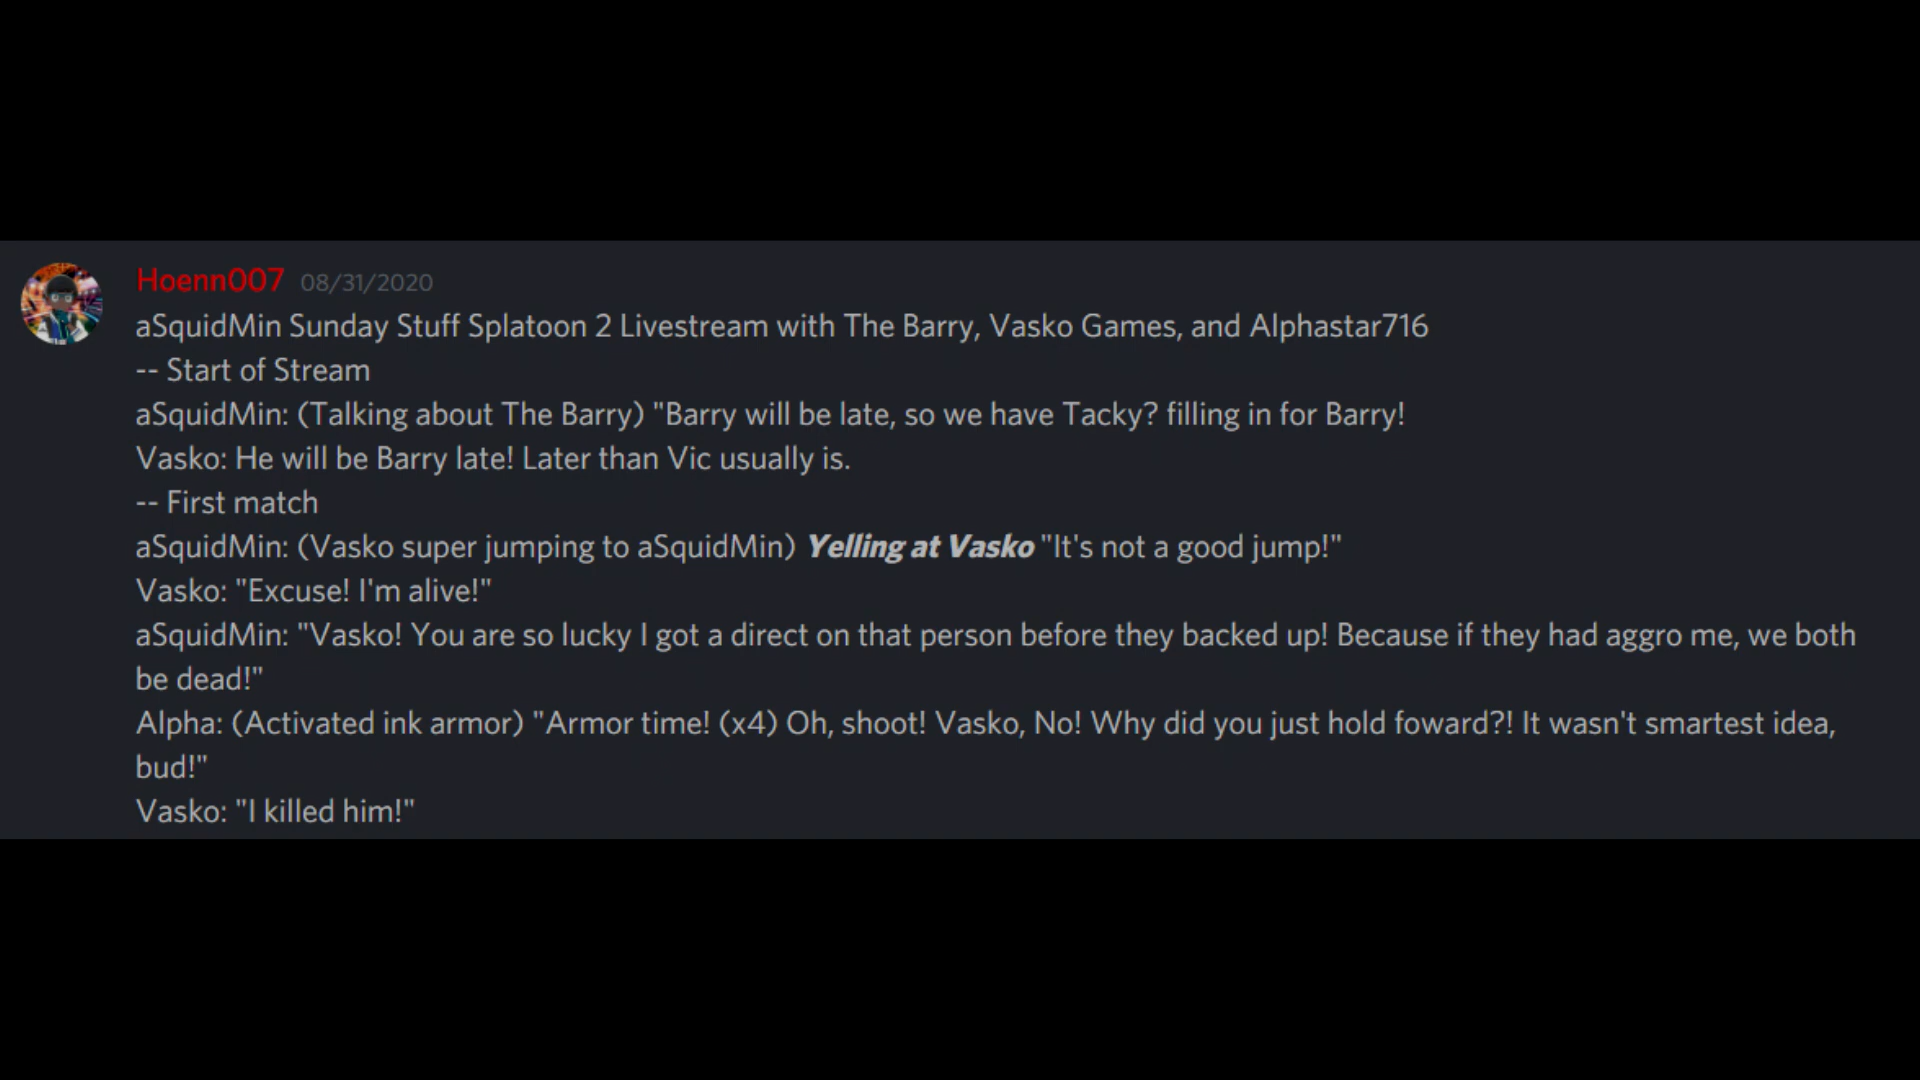 Hoenn007 08/31/2020
aSquidMin Sunday Stuff Splatoon 2 Livestream with The Barry, Vasko Games, and Alphastar716
-- Start of Stream
aSquidMin: (Talking about The Barry) "Barry will be late, so we have Tacky? filling in for Barry!
Vasko: He will be Barry late! Later than Vic usually is.
-- First match
aSquidMin: (Vasko super jumping to aSquidMin) Yelling at Vasko "It's not a good jump!"
Vasko: "Excuse! I'm alive!"
aSquidMin: "Vasko! You are so lucky I got a direct on that person before they backed up! Because if they had aggro me, we both
be dead!"
Alpha: (Activated ink armor) "Armor time! (x4) Oh, shoot! Vasko, No! Why did you just hold foward?! It wasn't smartest idea,
bud!"
Vasko: "I killed him!"